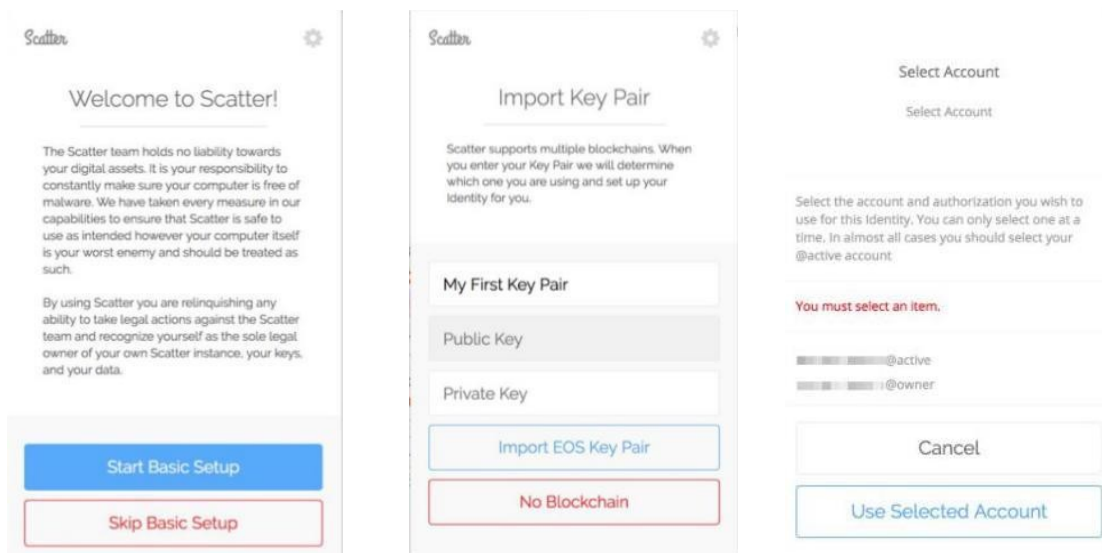 Scatter
Welcome to Scatter!
The Scatter team holds no liability towards
your digital assets. It is your responsibility to
constantly make sure your computer is free of
malware. We have taken every measure in our
capabilities to ensure that Scatter is safe to
use as intended however your computer itself
is your worst enemy and should be treated as
such.
By using Scatter you are relinquishing any
ability to take legal actions against the Scatter
team and recognize yourself as the sole legal
owner of your own Scatter instance, your keys,
and your data.
Start Basic Setup
Skip Basic Setup
Scatter
Import Key Pair
Scatter supports multiple blockchains. When
you enter your Key Pair we will determine
which one you are using and set up your
Identity for you.
My First Key Pair
Public Key
Private Key
Import EOS Key Pair
No Blockchain
Select Account
Select Account
Select the account and authorization you wish to
use for this Identity. You can only select one at a
time. In almost all cases you should select your
@active account
You must select an item.
@active
@owner
Cancel
Use Selected Account